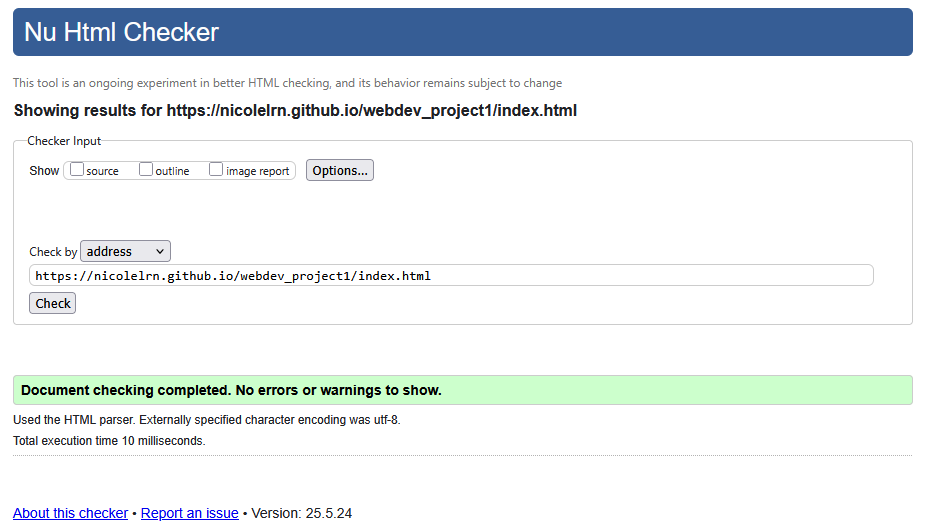 Nu Html Checker
This tool is an ongoing experiment in better HTML checking, and its behavior remains subject to change
Showing results for https://nicolelrn.github.io/webdev_project1/index.html
Checker Input
Show source outline image report Options...
Check by address
https://nicolelrn.github.io/webdev_project1/index.html
Check
Document checking completed. No errors or warnings to show.
Used the HTML parser. Externally specified character encoding was utf-8.
Total execution time 10 milliseconds.
About this checker • Report an issue • Version: 25.5.24